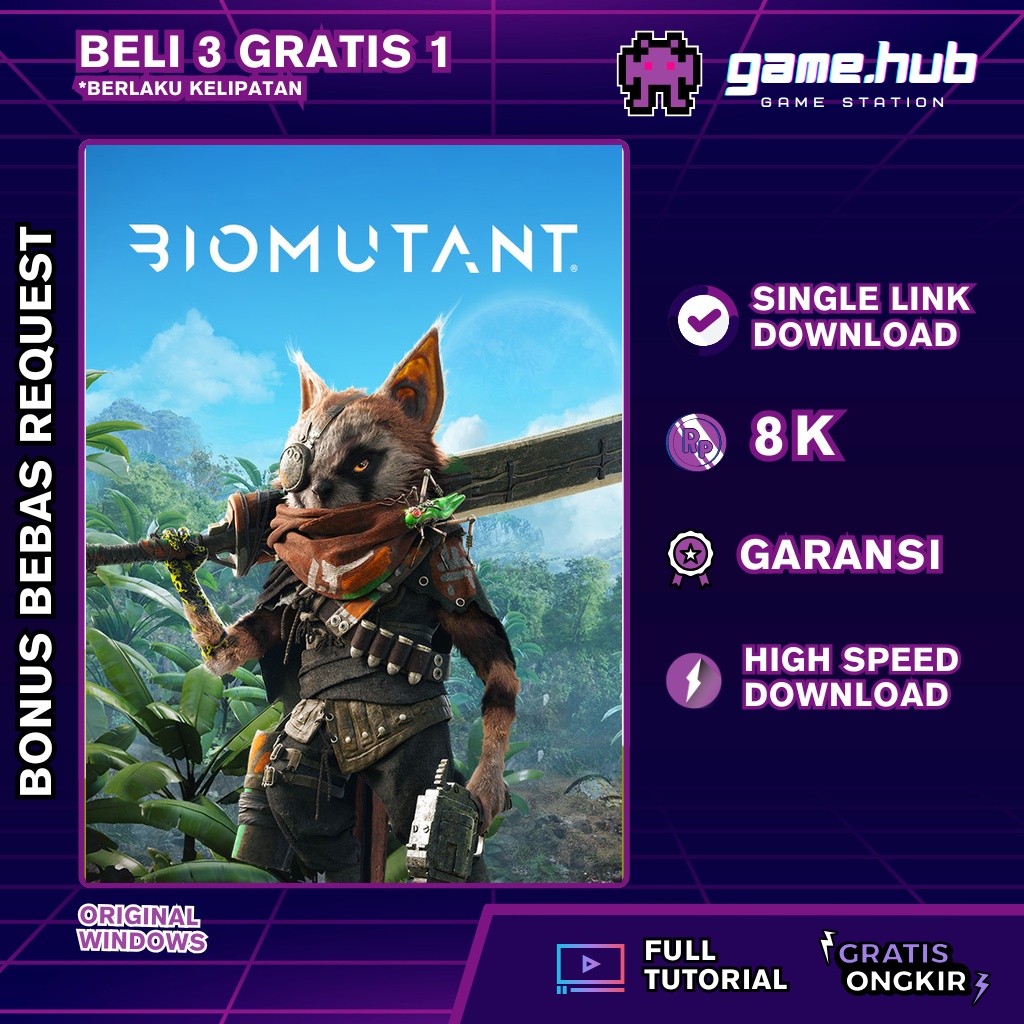 BELI 3 GRATIS 1
*BERLAKU KELIPATAN
game.hub
GAME STATION
BONUS BEBAS REQUEST
BIOMUTANT®
SINGLE LINK
DOWNLOAD
Rp
8K
GARANSI
HIGH SPEED
DOWNLOAD
ORIGINAL
WINDOWS
FULL
TUTORIAL
GRATIS
ONGKIR